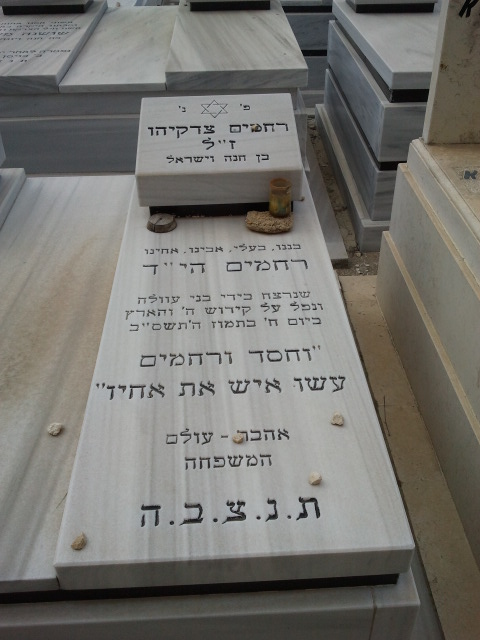 פ' נ'
רחמים צדקיהו
ז"ל
בן חנה וישראל
בננו, בעלי, אבינו, אחינו
רחמים הי"ד
שנרצח בידי בני עוולה
ונפל על קידוש ה' והארץ
ביום ח' בתמוז ה'תשס"ב
"וחסד ורחמים
עשו איש את אחיו"
אהבת - עולם
המשפחה
ת.נ.צ.ב.ה